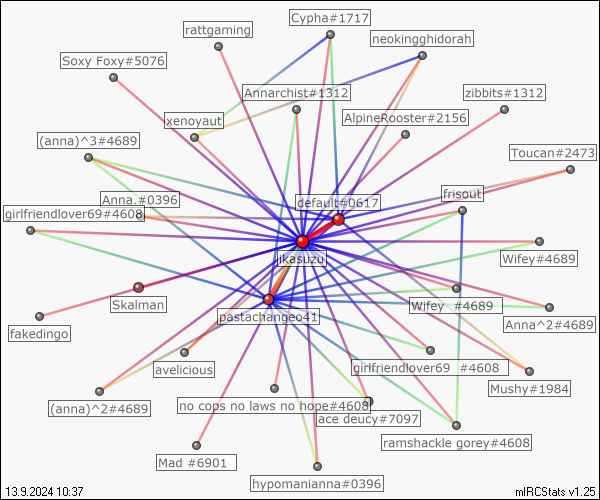 Cypha#1717
rattgaming
neokingghidorah
Soxy Foxy#5076
Annarchist#1312
zibbits#1312
xenoyaut
AlpineRooster#2156
(anna)^3#4689
Toucan#2473
Anna.#0396
default#0617
frisout
girlfriendlover69#4608
jkasuzu
Wifey#4689
Skalman
Wifey_#4689
pastachangeo41
Anna^2#4689
fakedingo
avelicious
girlfriendlover69_#4608
Mushy#1984
(anna)^2#4689
no cops no laws no hope#4608
ace deucy#7097
ramshackle gorey#4608
Mad #6901
hypomanianna#0396
13.9.2024 10:37
mIRCStats v1.25